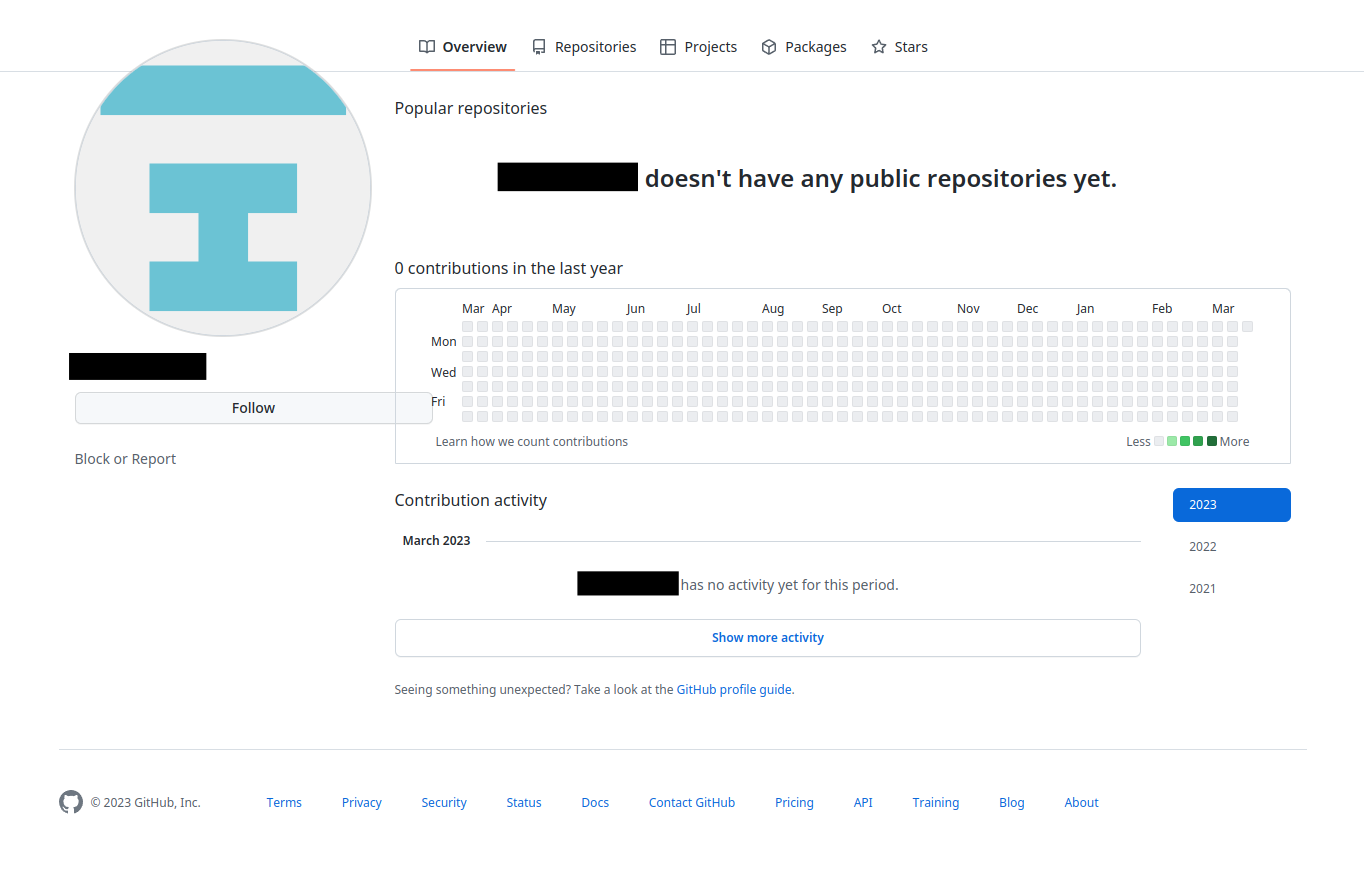 Overview Repositories Projects Packages Stars
Popular repositories
doesn't have any public repositories yet.
0 contributions in the last year
Mar Apr May Jun Jul Aug Sep Oct Nov Dec Jan Feb Mar
Mon
Wed
Fri
Learn how we count contributions Less More
Follow
Block or Report
Contribution activity
2023
2022
2021
March 2023
has no activity yet for this period.
Show more activity
Seeing something unexpected? Take a look at the GitHub profile guide.
© 2023 GitHub, Inc. Terms Privacy Security Status Docs Contact GitHub Pricing API Training Blog About